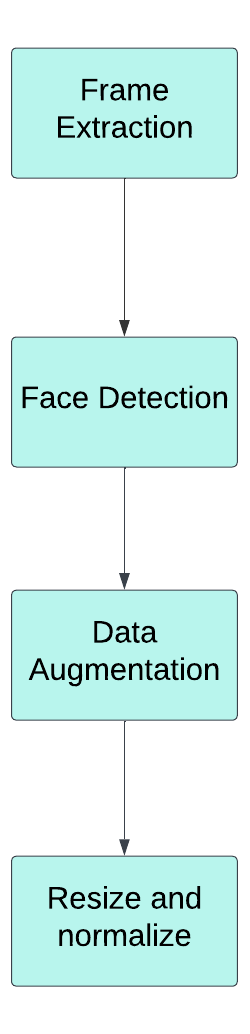 Frame
Extraction
Face Detection
Data
Augmentation
Resize and
normalize